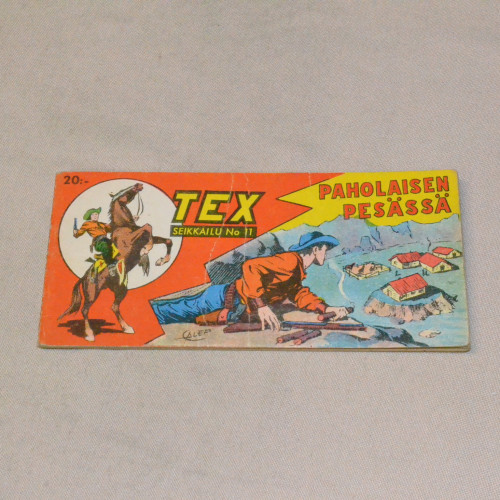 20:-
TEX
SEIKKAILU No 11
PAHOLAISEN
PESÄSSÄ